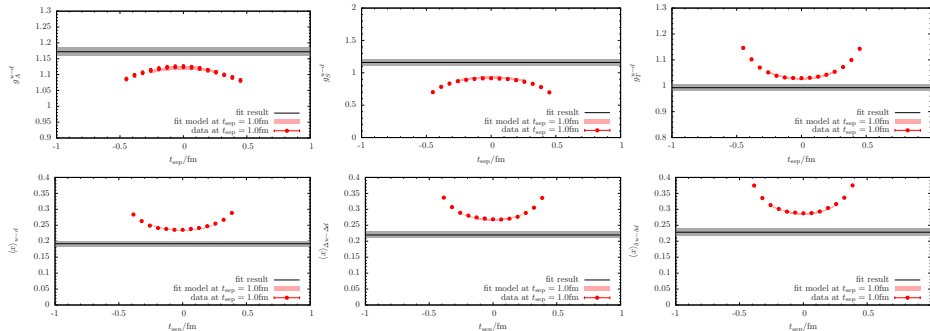 1.3
1.25
1.2
1.15
1.1
1.05
1
0.95
0.9
g_A^{u-d}
fit result
fit model at t_sep = 1.0fm
data at t_sep = 1.0fm
-1 -0.5 0 0.5 1
t_sep/fm
2
1.5
1
0.5
0
g_S^{u-d}
fit result
fit model at t_sep = 1.0fm
data at t_sep = 1.0fm
-1 -0.5 0 0.5 1
t_sep/fm
1.3
1.2
1.1
1
0.9
0.8
g_T^{u-d}
fit result
fit model at t_sep = 1.0fm
data at t_sep = 1.0fm
-1 -0.5 0 0.5 1
t_sep/fm
0.4
0.35
0.3
0.25
0.2
0.15
0.1
0.05
0
⟨x⟩_{u-d}
fit result
fit model at t_sep = 1.0fm
data at t_sep = 1.0fm
-1 -0.5 0 0.5 1
t_sep/fm
0.4
0.35
0.3
0.25
0.2
0.15
0.1
0.05
0
⟨x⟩_{Δu-Δd}
fit result
fit model at t_sep = 1.0fm
data at t_sep = 1.0fm
-1 -0.5 0 0.5 1
t_sep/fm
0.4
0.35
0.3
0.25
0.2
0.15
0.1
0.05
0
⟨x⟩_{δu-δd}
fit result
fit model at t_sep = 1.0fm
data at t_sep = 1.0fm
-1 -0.5 0 0.5 1
t_sep/fm